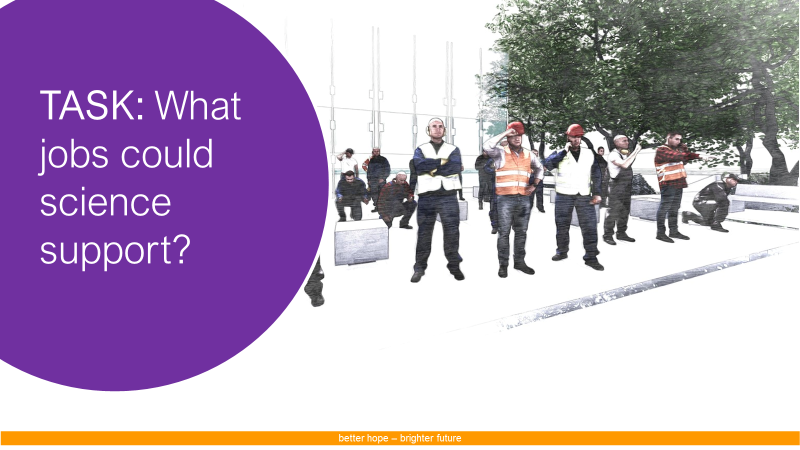 TASK: What
jobs could
science
support?
better hope – brighter future